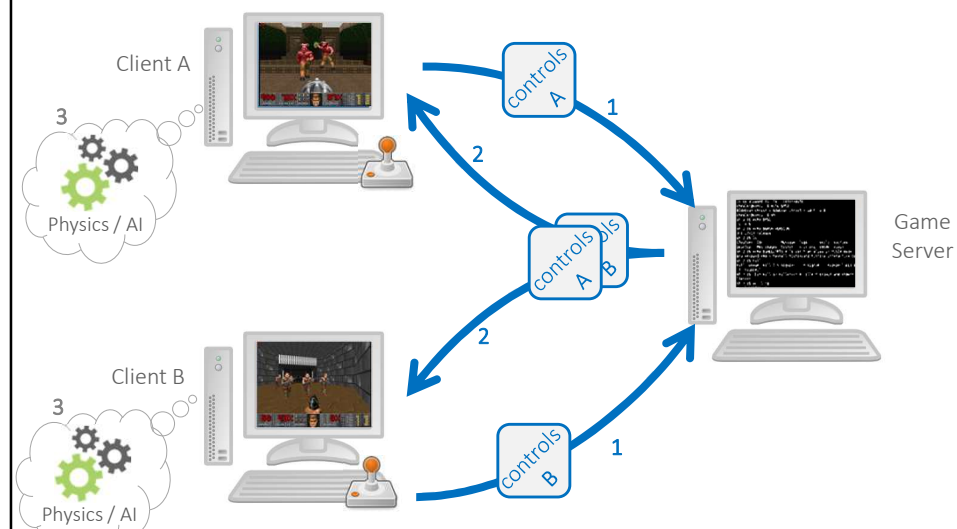 Client A
controls
A
1
3
2
Physics / AI
Game
Server
controls
A
B
2
Client B
3
controls
B
1
Physics / AI